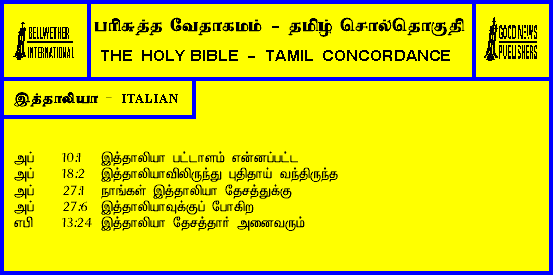 BELLWETHER
INTERNATIONAL
பரிசுத்த வேதாகமம் - தமிழ் சொல்தொகுதி
THE HOLY BIBLE - TAMIL CONCORDANCE
GOOD NEWS
PUBLISHERS
இத்தாலியா - ITALIAN
அப் 10:1 இத்தாலியா பட்டாளம் என்னப்பட்ட
அப் 18:2 இத்தாலியாவிலிருந்து புதிதாய் வந்திருந்த
அப் 27:1 நாங்கள் இத்தாலியா தேசத்துக்கு
அப் 27:6 இத்தாலியாவுக்குப் போகிற
எபி 13:24 இத்தாலியா தேசத்தார் அனைவரும்